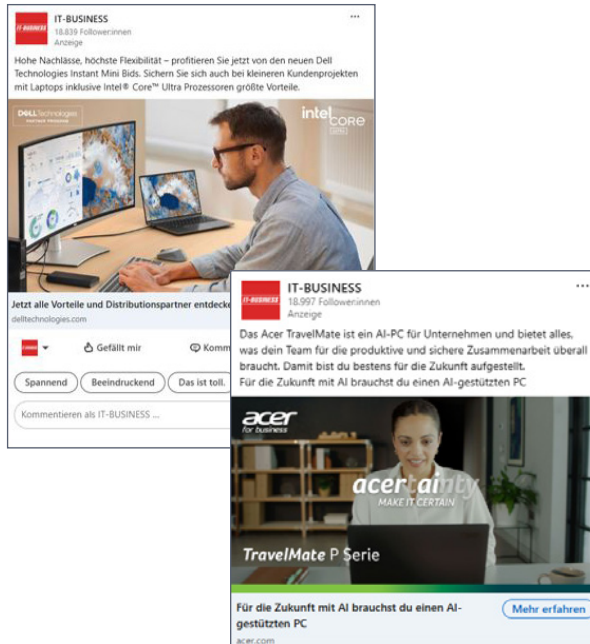 IT-BUSINESS
IT-BUSINESS
18.839 Follower:innen
Anzeige
Hohe Nachlässe, höchste Flexibilität – profitieren Sie jetzt von den neuen Dell
Technologies Instant Mini Bids. Sichern Sie sich auch bei kleineren Kundenprojekten
mit Laptops inklusive Intel® Core™ Ultra Prozessoren größte Vorteile.
DELLTechnologies
PARTNER PROGRAM
intel
CORE
Jetzt alle Vorteile und Distributionspartner entdecke
delltechnologies.com
Gefällt mir
Komm
Spannend
Beeindruckend
Das ist toll.
Kommentieren als IT-BUSINESS ...
IT-BUSINESS
IT-BUSINESS
18.997 Follower:innen
Anzeige
Das Acer TravelMate ist ein AI-PC für Unternehmen und bietet alles,
was dein Team für die produktive und sichere Zusammenarbeit überall
braucht. Damit bist du bestens für die Zukunft aufgestellt.
Für die Zukunft mit AI brauchst du einen AI-gestützten PC
acer
for business
acertainty
MAKE IT CERTAIN
TravelMate P Serie
Für die Zukunft mit AI brauchst du einen AI-
gestützten PC
Mehr erfahren
acer.com